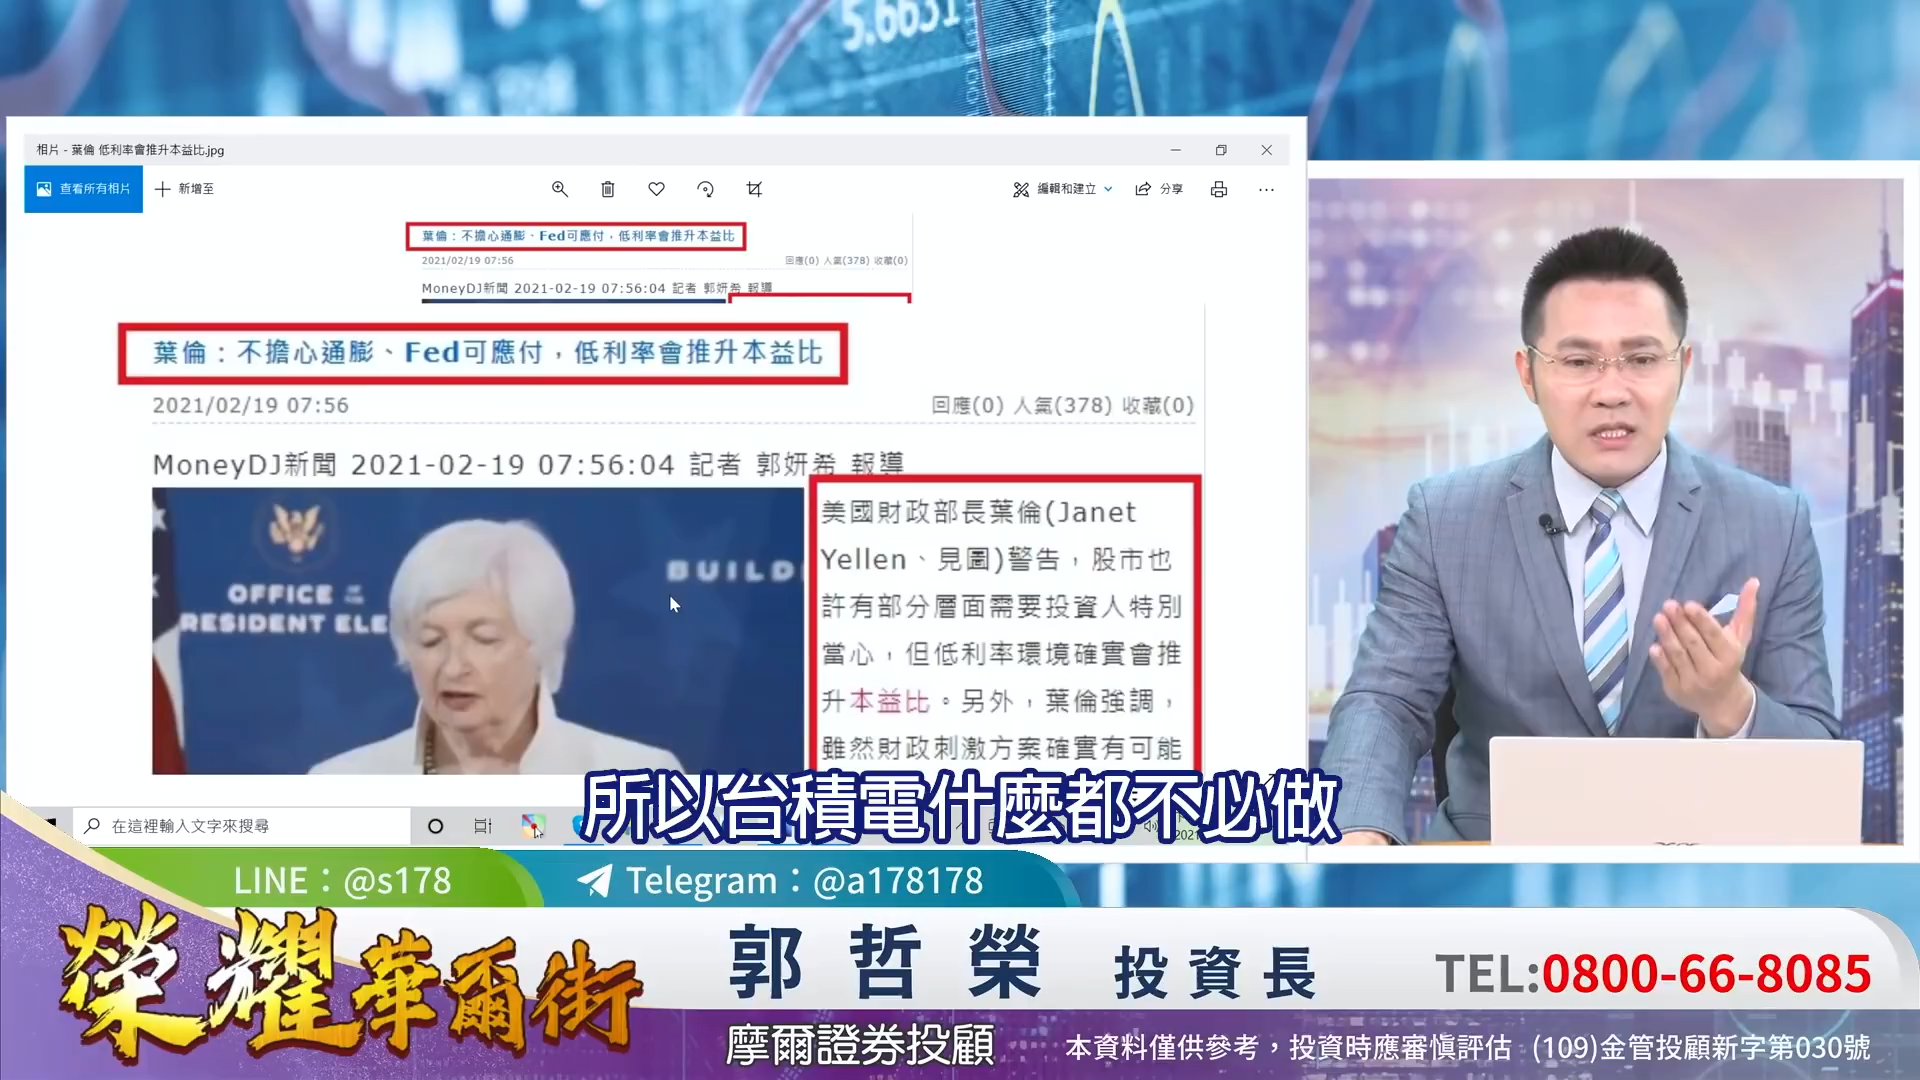 5.6631
相片 - 葉倫 低利率會推升本益比.jpg
查看所有相片
新增至
編輯和建立
分享
葉倫：不擔心通膨、Fed可應付，低利率會推升本益比
2021/02/19 07:56
回應(0) 人氣(378) 收藏(0)
MoneyDJ新聞 2021-02-19 07:56:04 記者 郭妍希 報導
葉倫：不擔心通膨、Fed可應付，低利率會推升本益比
2021/02/19 07:56
回應(0) 人氣(378) 收藏(0)
MoneyDJ新聞 2021-02-19 07:56:04 記者 郭妍希 報導
OFFICE OF THE
RESIDENT ELE
BUILD
美國財政部長葉倫(Janet
Yellen、見圖)警告，股市也
許有部分層面需要投資人特別
當心，但低利率環境確實會推
升本益比。另外，葉倫強調，
雖然財政刺激方案確實有可能
所以台積電什麼都不必做
在這裡輸入文字來搜尋
2021
LINE：@s178
Telegram：@a178178
榮耀華爾街
郭哲榮 投資長
TEL:0800-66-8085
摩爾證券投顧
本資料僅供參考，投資時應審慎評估 (109)金管投顧新字第030號